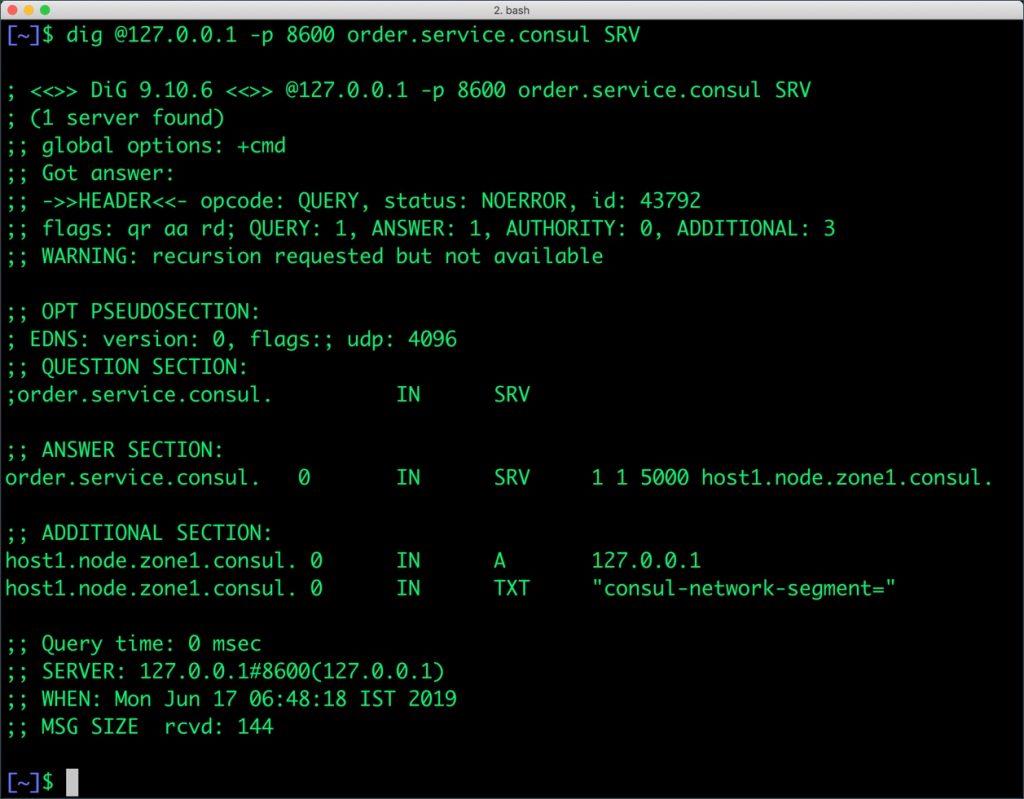 2. bash
[~]$ dig @127.0.0.1 -p 8600 order.service.consul SRV
; <<>> DiG 9.10.6 <<>> @127.0.0.1 -p 8600 order.service.consul SRV
; (1 server found)
;; global options: +cmd
;; Got answer:
;; ->>HEADER<<- opcode: QUERY, status: NOERROR, id: 43792
;; flags: qr aa rd; QUERY: 1, ANSWER: 1, AUTHORITY: 0, ADDITIONAL: 3
;; WARNING: recursion requested but not available
;; OPT PSEUDOSECTION:
; EDNS: version: 0, flags:; udp: 4096
;; QUESTION SECTION:
;order.service.consul. IN SRV
;; ANSWER SECTION:
order.service.consul. 0 IN SRV 1 1 5000 host1.node.zone1.consul.
;; ADDITIONAL SECTION:
host1.node.zone1.consul. 0 IN A 127.0.0.1
host1.node.zone1.consul. 0 IN TXT "consul-network-segment="
;; Query time: 0 msec
;; SERVER: 127.0.0.1#8600(127.0.0.1)
;; WHEN: Mon Jun 17 06:48:18 IST 2019
;; MSG SIZE rcvd: 144
[~]$